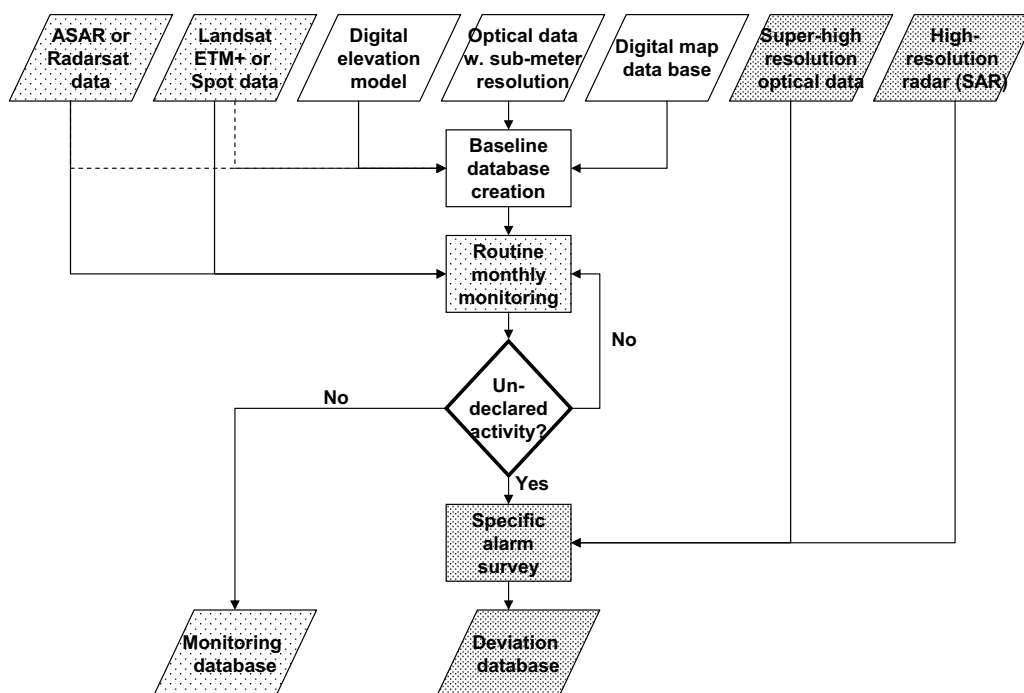 ASAR or
Radarsat
data
Landsat
ETM+ or
Spot data
Digital
elevation
model
Optical data
w. sub-meter
resolution
Digital map
data base
Super-high
resolution
optical data
High-
resolution
radar (SAR)
Baseline
database
creation
Routine
monthly
monitoring
No
No
Un-
declared
activity?
Yes
Specific
alarm
survey
Monitoring
database
Deviation
database